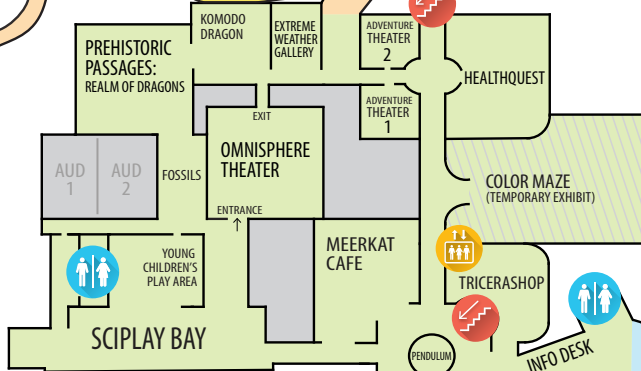 KOMODO
DRAGON
EXTREME
WEATHER
GALLERY
ADVENTURE
THEATER
2
PREHISTORIC
PASSAGES:
REALM OF DRAGONS
HEALTHQUEST
ADVENTURE
THEATER
1
EXIT
OMNISPHERE
THEATER
AUD
1
AUD
2
FOSSILS
COLOR MAZE
(TEMPORARY EXHIBIT)
ENTRANCE
MEERKAT
CAFE
YOUNG
CHILDREN'S
PLAY AREA
TRICERASHOP
SCIPLAY BAY
PENDULUM
INFO DESK